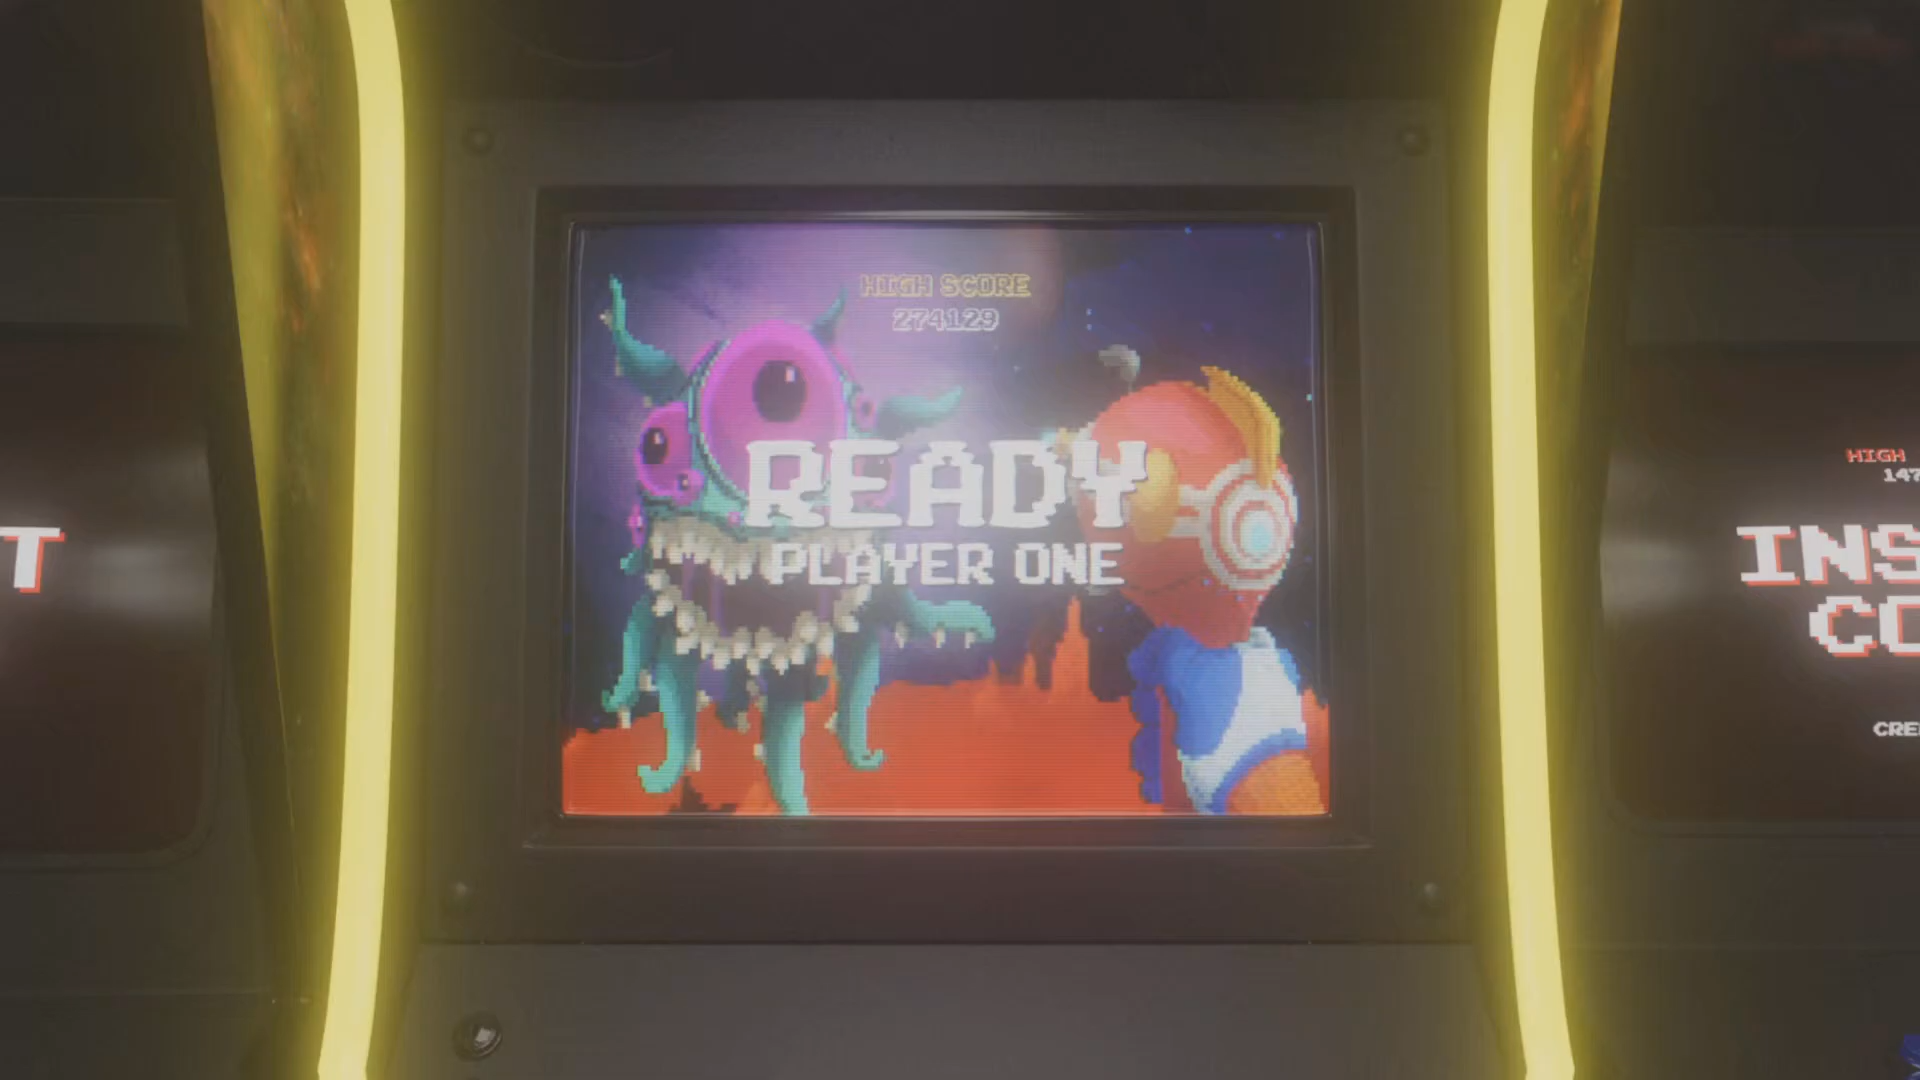 HIGH SCORE
274129
READY
PLAYER ONE
T
HIGH
147
INS
CO
CRE